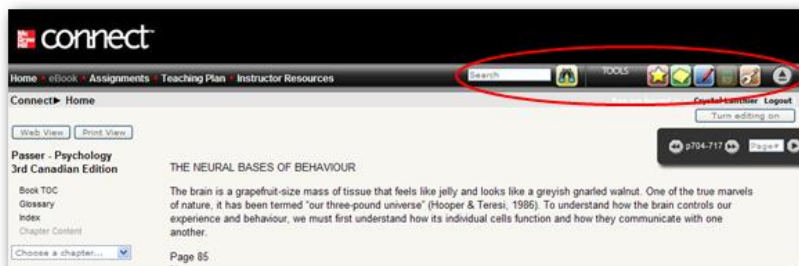 connect
Search TOOLS
Home eBook Assignments Teaching Plan Instructor Resources
Connect Home
Logout
Turn editing on
Web View Print View
p704-717 Page#
Passer - Psychology
3rd Canadian Edition
THE NEURAL BASES OF BEHAVIOUR
Book TOC
Glossary
Index
Chapter Content
Choose a chapter...
The brain is a grapefruit-size mass of tissue that feels like jelly and looks like a greyish gnarled walnut. One of the true marvels
of nature, it has been termed "our three-pound universe" (Hooper & Teresi, 1986). To understand how the brain controls our
experience and behaviour, we must first understand how its individual cells function and how they communicate with one
another.
Page 85